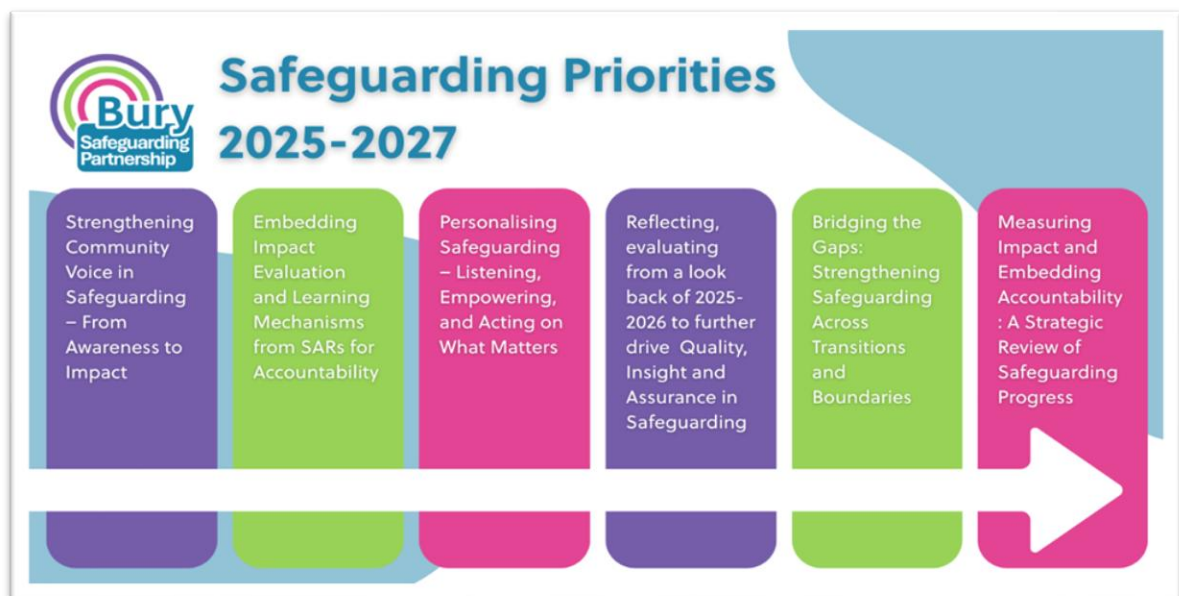 Bury
Safeguarding
Partnership
Safeguarding Priorities
2025-2027
Strengthening
Community
Voice in
Safeguarding
– From
Awareness to
Impact
Embedding
Impact
Evaluation
and Learning
Mechanisms
from SARs for
Accountability
Personalising
Safeguarding
– Listening,
Empowering,
and Acting on
What Matters
Reflecting,
evaluating
from a look
back of 2025-
2026 to further
drive Quality,
Insight and
Assurance in
Safeguarding
Bridging the
Gaps:
Strengthening
Safeguarding
Across
Transitions
and
Boundaries
Measuring
Impact and
Embedding
Accountability
: A Strategic
Review of
Safeguarding
Progress